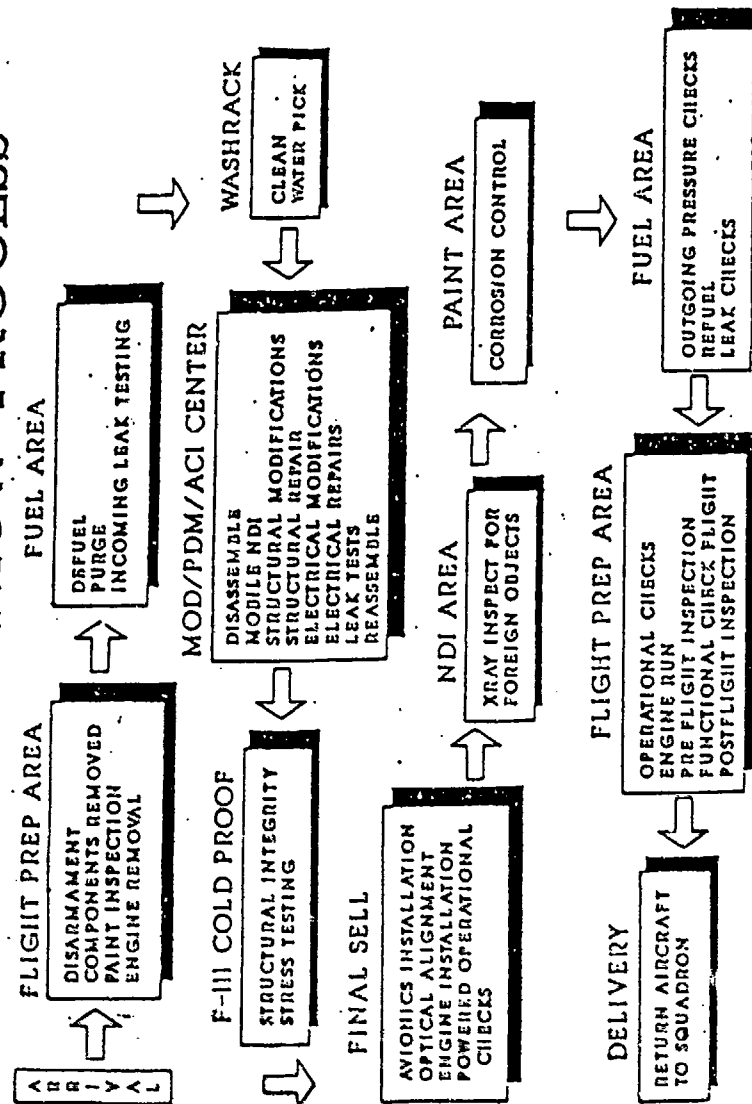 PROCESS
ARRIVAL
FLIGHT PREP AREA
DISARMAMENT
COMPONENTS REMOVED
PAINT INSPECTION
ENGINE REMOVAL
FUEL AREA
DEFUEL
PURGE
INCOMING LEAK TESTING
WASHRACK
CLEAN
WATER PICK
MOD/PDM/ACI CENTER
DISASSEMBLE
MOBILE NDI
STRUCTURAL MODIFICATIONS
STRUCTURAL REPAIR
ELECTRICAL MODIFICATIONS
ELECTRICAL REPAIRS
LEAK TESTS
REASSEMBLE
F-111 COLD PROOF
STRUCTURAL INTEGRITY
STRESS TESTING
FINAL SELL
AVIONICS INSTALLATION
OPTICAL ALIGNMENT
ENGINE INSTALLATION
POWERED OPERATIONAL
CHECKS
NDI AREA
XRAY INSPECT FOR
FOREIGN OBJECTS
PAINT AREA
CORROSION CONTROL
FUEL AREA
OUTGOING PRESSURE CHECKS
REFUEL
LEAK CHECKS
FLIGHT PREP AREA
OPERATIONAL CHECKS
ENGINE RUN
PRE FLIGHT INSPECTION
FUNCTIONAL CHECK FLIGHT
POSTFLIGHT INSPECTION
DELIVERY
RETURN AIRCRAFT
TO SQUADRON